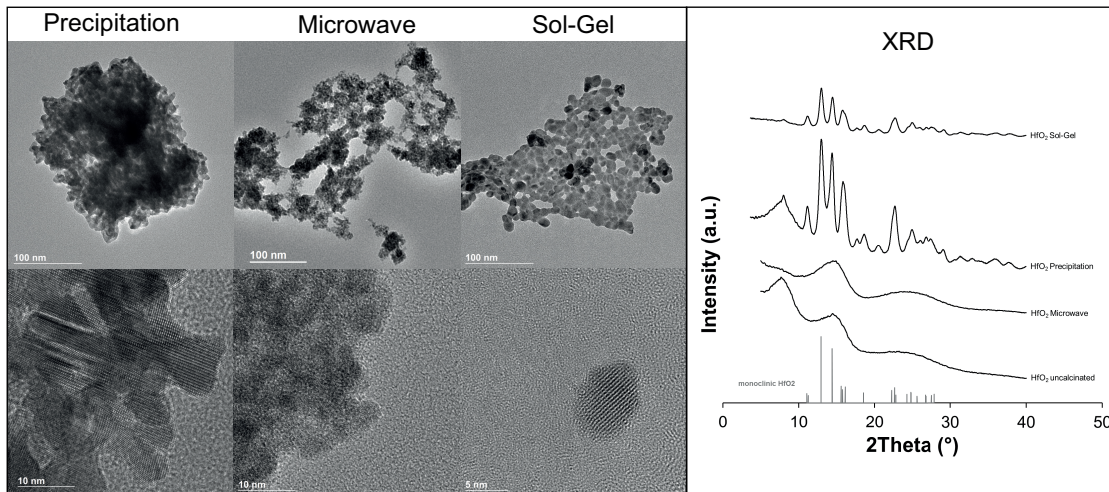 Precipitation
Microwave
Sol-Gel
100 nm
100 nm
100 nm
10 nm
10 nm
5 nm
XRD
Intensity (a.u.)
HfO₂ Sol-Gel
HfO₂ Precipitation
HfO₂ Microwave
HfO₂ uncalcinated
monoclinic HfO2
0 10 20 30 40 50
2Theta (°)